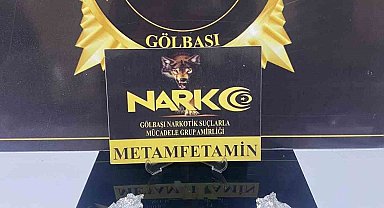 GÖLBAŞI
NARKO
GÖLBAŞI NARKOTİK SUÇLARLA
MÜCADELE GRUP AMİRLİĞİ
METAMFETAMİN